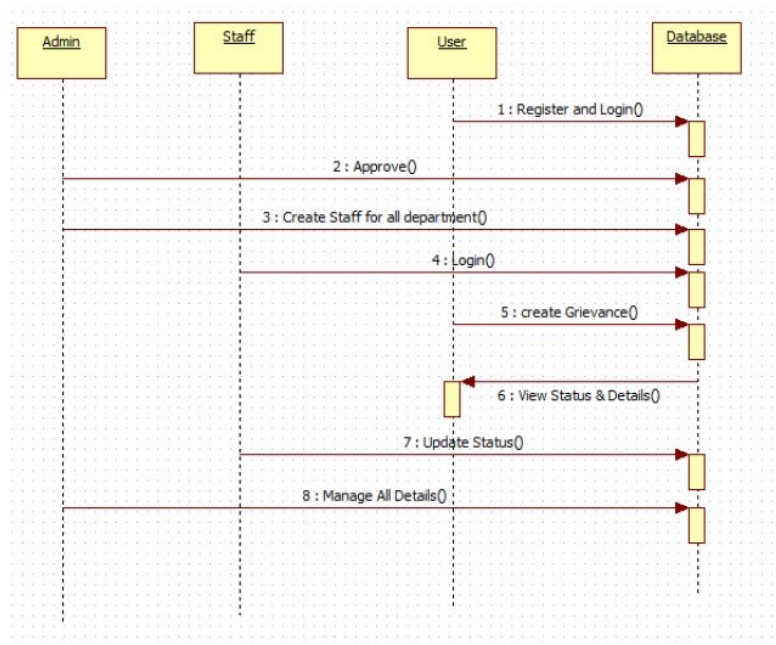 Admin
Staff
User
Database
1 : Register and Login()
2 : Approve()
3 : Create Staff for all department()
4 : Login()
5 : create Grievance()
6 : View Status & Details()
7 : Update Status()
8 : Manage All Details()